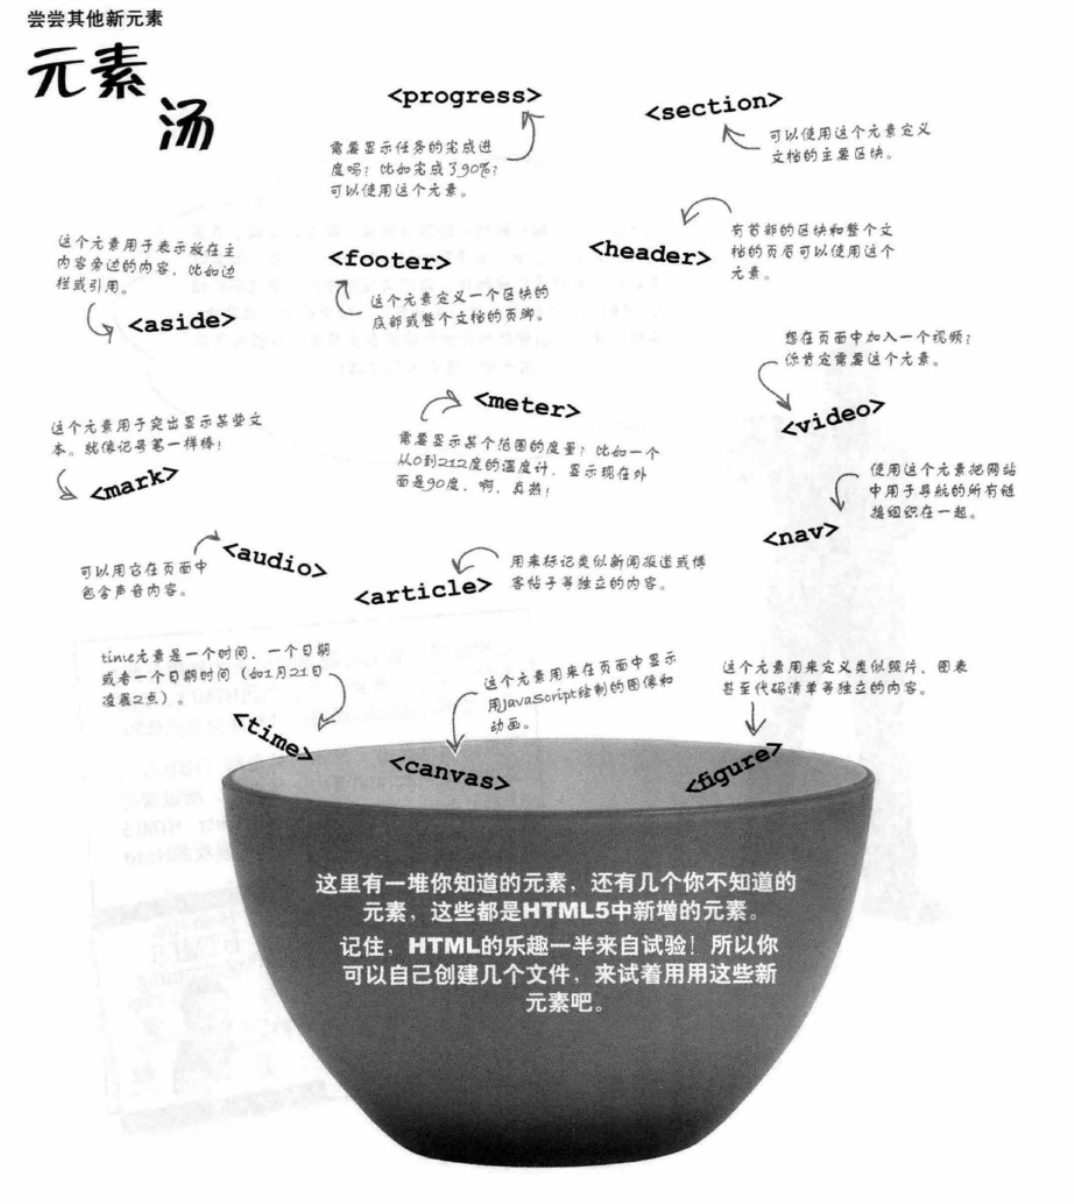 尝尝其他新元素
元素
汤
<progress>
需要显示任务的完成进
度吗？比如完成了90%？
可以使用这个元素。
<section>
可以使用这个元素定义
文档的主要区块。
这个元素用于表示放在主
内容旁边的内容，比如边
栏或引用。
<aside>
<footer>
这个元素定义一个区块的
底部或整个文档的页脚。
<header>
有首部的区块和整个文
档的页眉可以使用这个
元素。
想在页面中加入一个视频？
你肯定需要这个元素。
<video>
这个元素用于突出显示某些文
本。就像记号笔一样棒！
<mark>
<meter>
需要显示某个范围的度量？比如一个
从0到212度的温度计，显示现在外
面是90度。啊，真热！
使用这个元素把网站
中用于导航的所有链
接组织在一起。
<nav>
<audio>
可以用它在页面中
包含声音内容。
<article>
用来标记类似新闻报道或博
客帖子等独立的内容。
time元素是一个时间、一个日期
或者一个日期时间（如1月21日
凌晨2点）。
<time>
这个元素用来在页面中显示
用JavaScript绘制的图像和
动画。
<canvas>
这个元素用来定义类似照片、图表
甚至代码清单等独立的内容。
<figure>
这里有一堆你知道的元素，还有几个你不知道的
元素，这些都是HTML5中新增的元素。
记住，HTML的乐趣一半来自试验！所以你
可以自己创建几个文件，来试着用用这些新
元素吧。